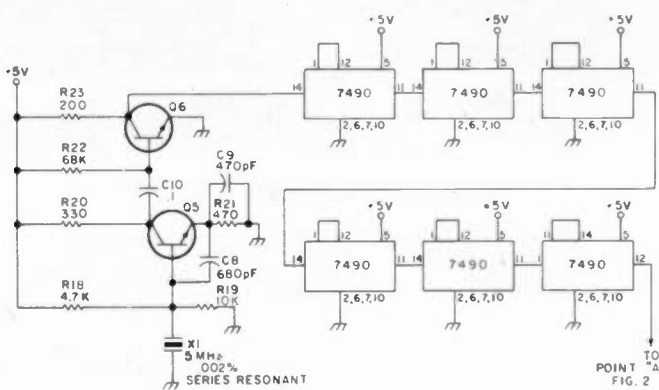 +5V
R23
200
Q6
R22
68K
C10
.1
R20
330
Q5
C9
470pF
R21
470
C8
680pF
R18
4.7K
R19
10K
X1
5 MHz
.002%
SERIES RESONANT
+5V
1 12 5
14 7490 11
2,6,7,10
+5V
1 12 5
14 7490 11
2,6,7,10
+5V
1 12 5
14 7490 11
2,6,7,10
+5V
1 12 5
14 7490 11
2,6,7,10
+5V
1 12 5
14 7490 11
2,6,7,10
+5V
11 14 5
1 7490 12
2,6,7,10
TO
POINT "A
FIG. 2